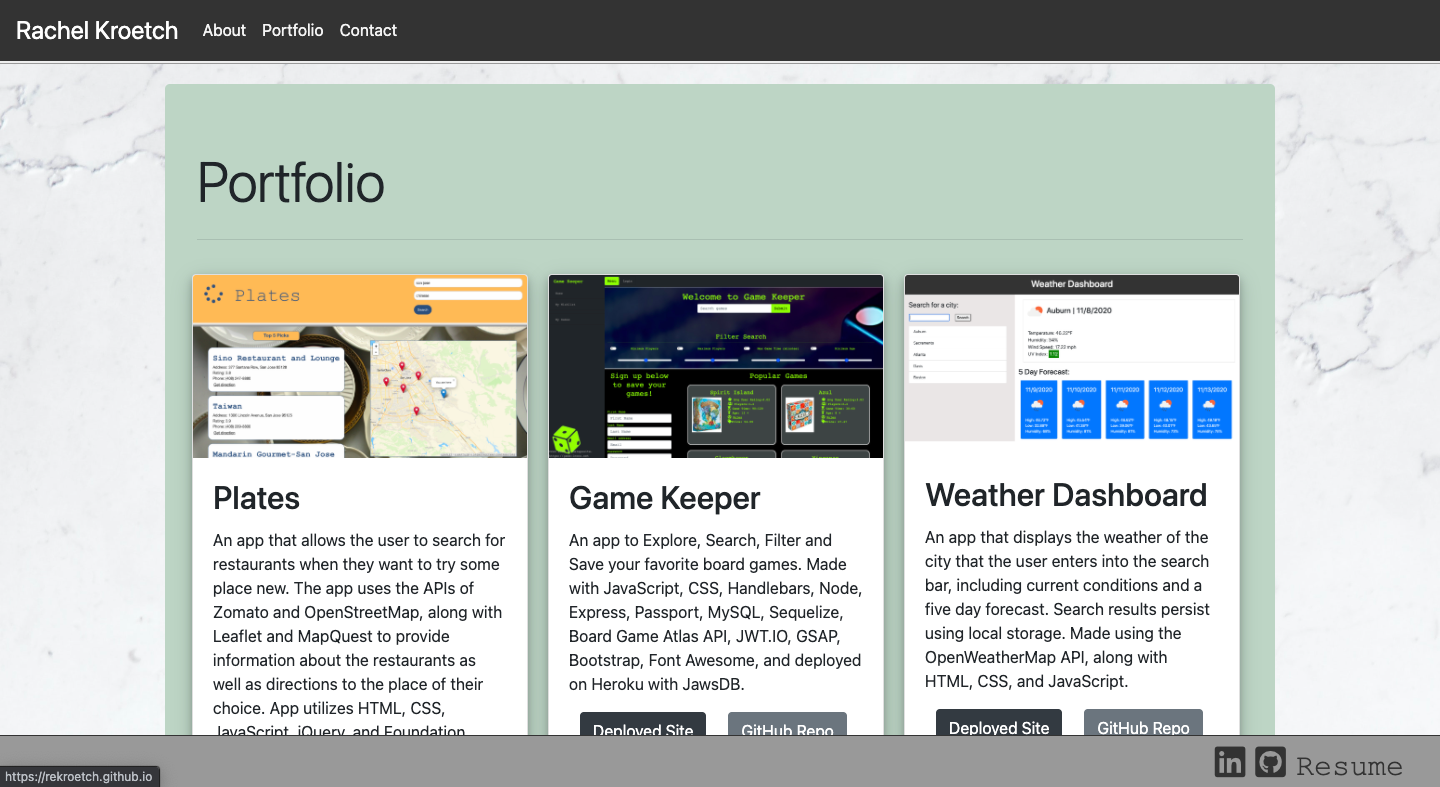 Rachel Kroetch About Portfolio Contact
Portfolio
Plates
Top 5 Picks
Sino Restaurant and Lounge
Taiwan
Mandarin Gourmet-San Jose
Game Keeper
Welcome to Game Keeper
Filter Search
Sign up below
to save your
games!
Popular Games
Spirit Island
Azul
Weather Dashboard
Search for a city:
Search
Auburn
Sacramento
Atlanta
Auburn | 11/8/2020
Humidity: 34%
UV Index:
5 Day Forecast:
11/9/2020 11/10/2020 11/11/2020 11/12/2020 11/13/2020
Plates
An app that allows the user to search for
restaurants when they want to try some
place new. The app uses the APIs of
Zomato and OpenStreetMap, along with
Leaflet and MapQuest to provide
information about the restaurants as
well as directions to the place of their
choice. App utilizes HTML, CSS,
JavaScript, jQuery, and Foundation
Game Keeper
An app to Explore, Search, Filter and
Save your favorite board games. Made
with JavaScript, CSS, Handlebars, Node,
Express, Passport, MySQL, Sequelize,
Board Game Atlas API, JWT.IO, GSAP,
Bootstrap, Font Awesome, and deployed
on Heroku with JawsDB.
Deployed Site GitHub Repo
Weather Dashboard
An app that displays the weather of the
city that the user enters into the search
bar, including current conditions and a
five day forecast. Search results persist
using local storage. Made using the
OpenWeatherMap API, along with
HTML, CSS, and JavaScript.
Deployed Site GitHub Repo
in Resume
https://rekroetch.github.io